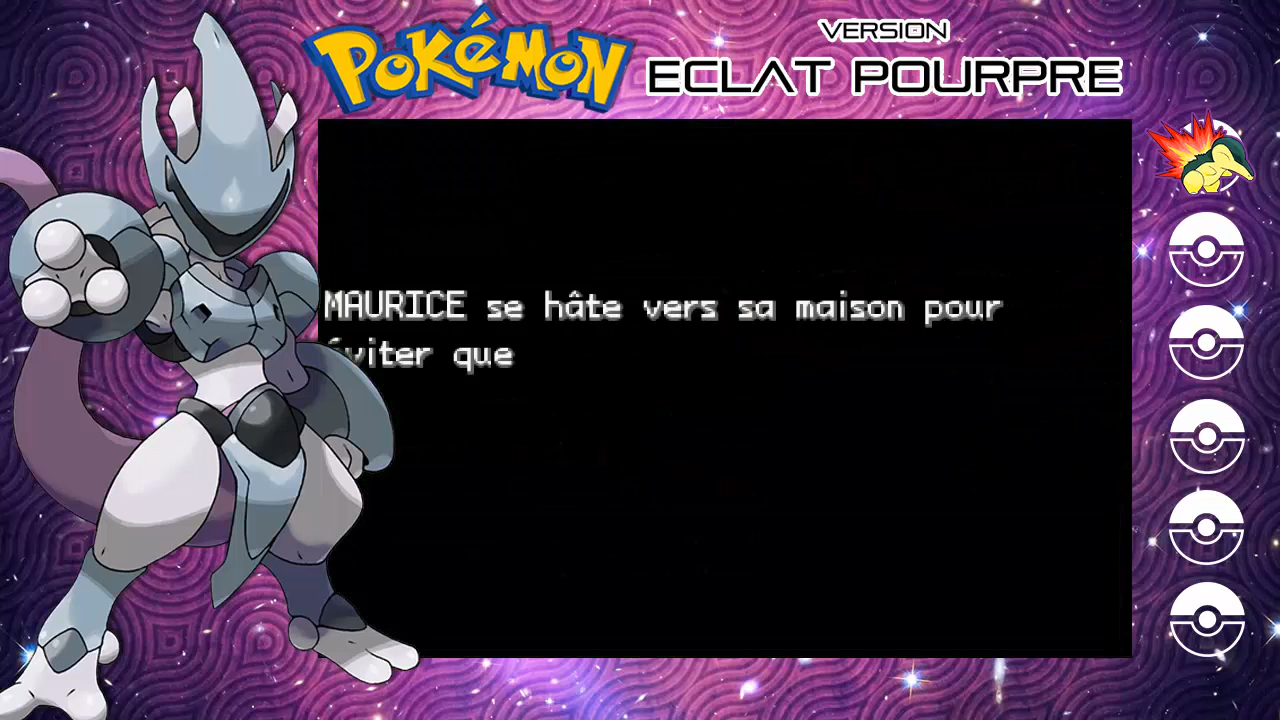 POKéMON
VERSION
ECLAT POURPRE
MAURICE se hâte vers sa maison pour
éviter que